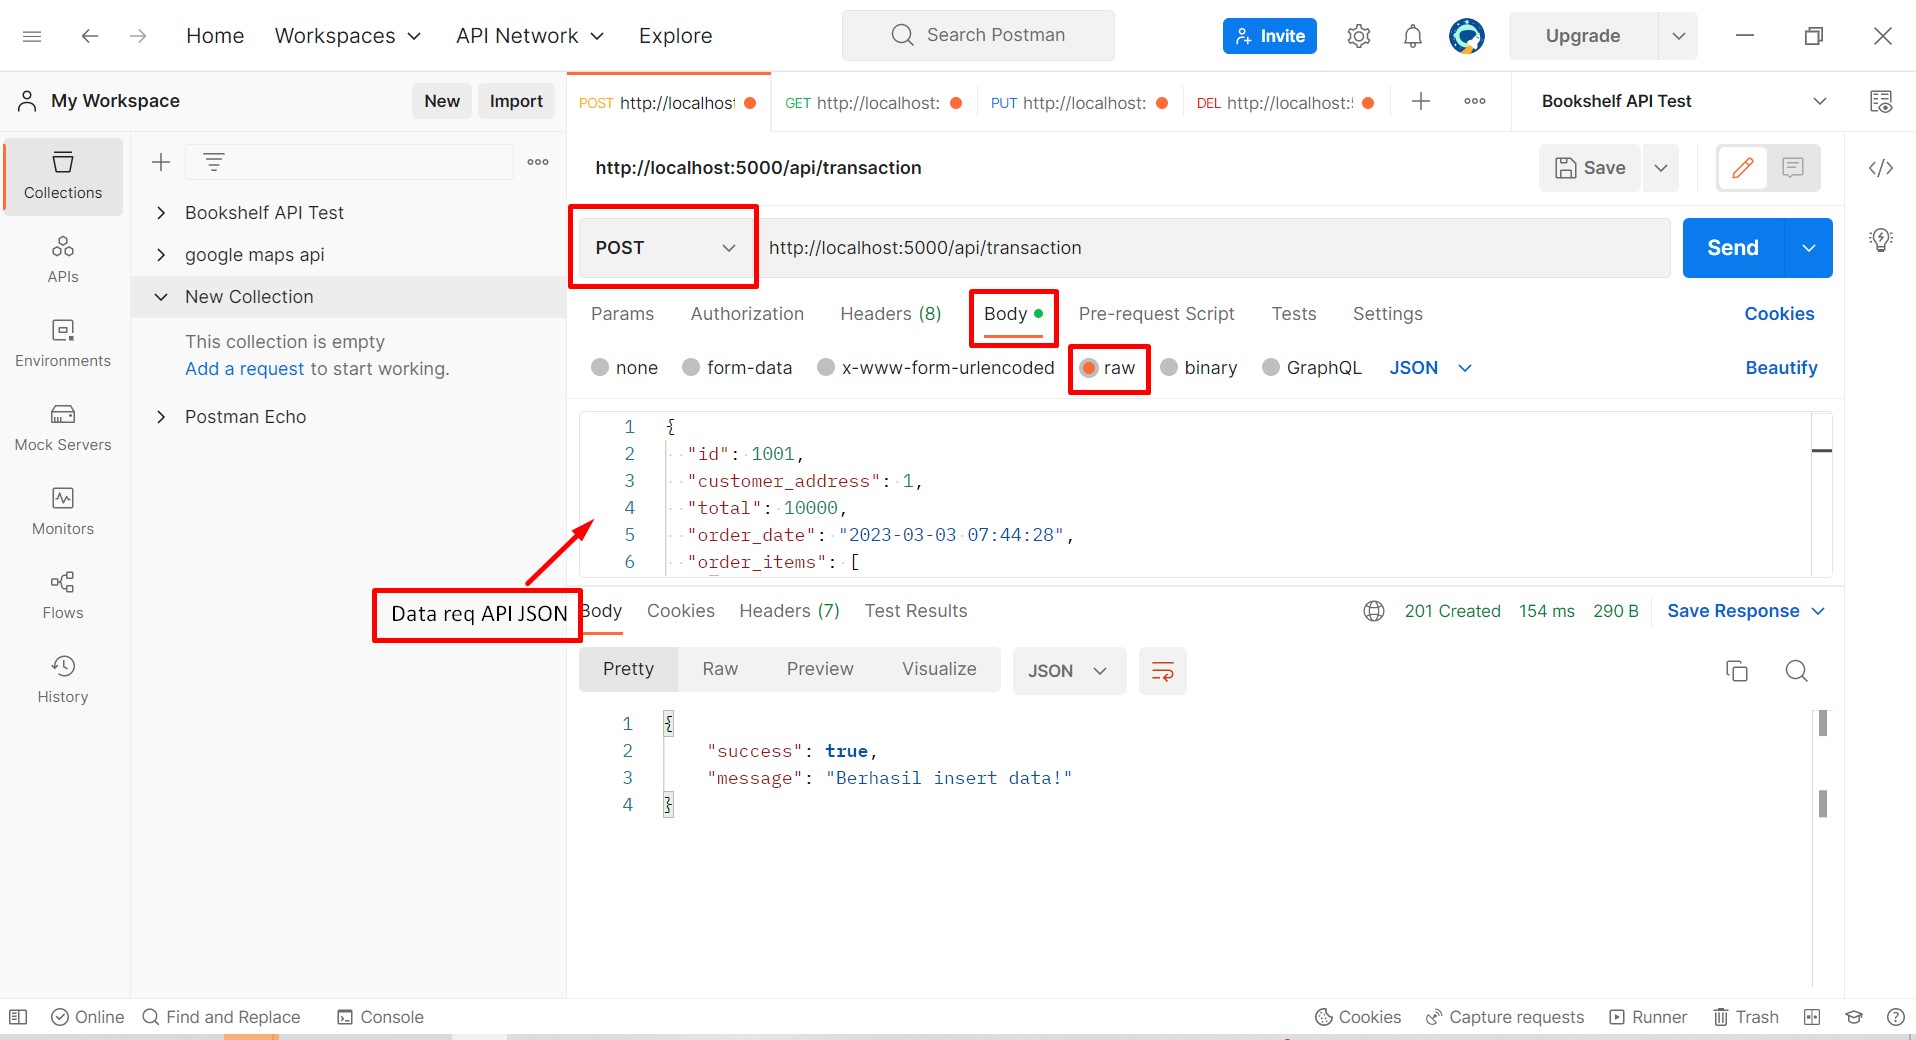 Home Workspaces API Network Explore Search Postman Invite Upgrade
My Workspace New Import
POST http://localhost GET http://localhost: PUT http://localhost: DEL http://localhost: Bookshelf API Test
http://localhost:5000/api/transaction Save
Collections
APIs
Environments
Mock Servers
Monitors
Flows
History
Bookshelf API Test
google maps api
New Collection
This collection is empty
Add a request to start working.
Postman Echo
POST http://localhost:5000/api/transaction Send
Params Authorization Headers (8) Body Pre-request Script Tests Settings Cookies
none form-data x-www-form-urlencoded raw binary GraphQL JSON Beautify
1 {
2 "id": 1001,
3 "customer_address": 1,
4 "total": 10000,
5 "order_date": "2023-03-03 07:44:28",
6 "order_items": [
Data req API JSON
Body Cookies Headers (7) Test Results 201 Created 154 ms 290 B Save Response
Pretty Raw Preview Visualize JSON
1 {
2 "success": true,
3 "message": "Berhasil insert data!"
4 }
Online Find and Replace Console Cookies Capture requests Runner Trash